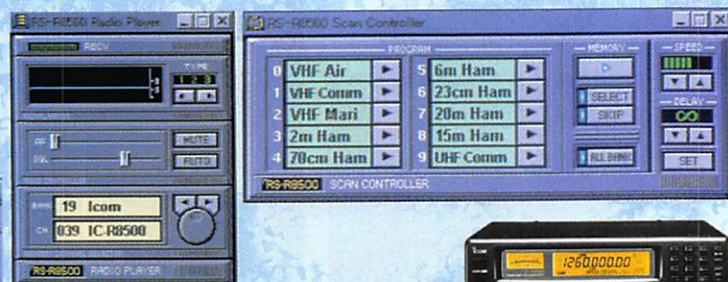 RS-R8500 Radio Player
RECV
TYPE
1 2 3
AF
SQL
MUTE
AUTO
BANK 19 Icom
CH 039 IC-R8500
RS-R8500 RADIO PLAYER
RS-R8500 Scan Controller
PROGRAM
0 VHF Air
1 VHF Comm
2 VHF Mari
3 2m Ham
4 70cm Ham
5 6m Ham
6 23cm Ham
7 20m Ham
8 15m Ham
9 UHF Comm
MEMORY
SELECT
SKIP
ALL BANK
SPEED
DELAY
∞
SET
RS-R8500 SCAN CONTROLLER
ICOM
1260.000.00